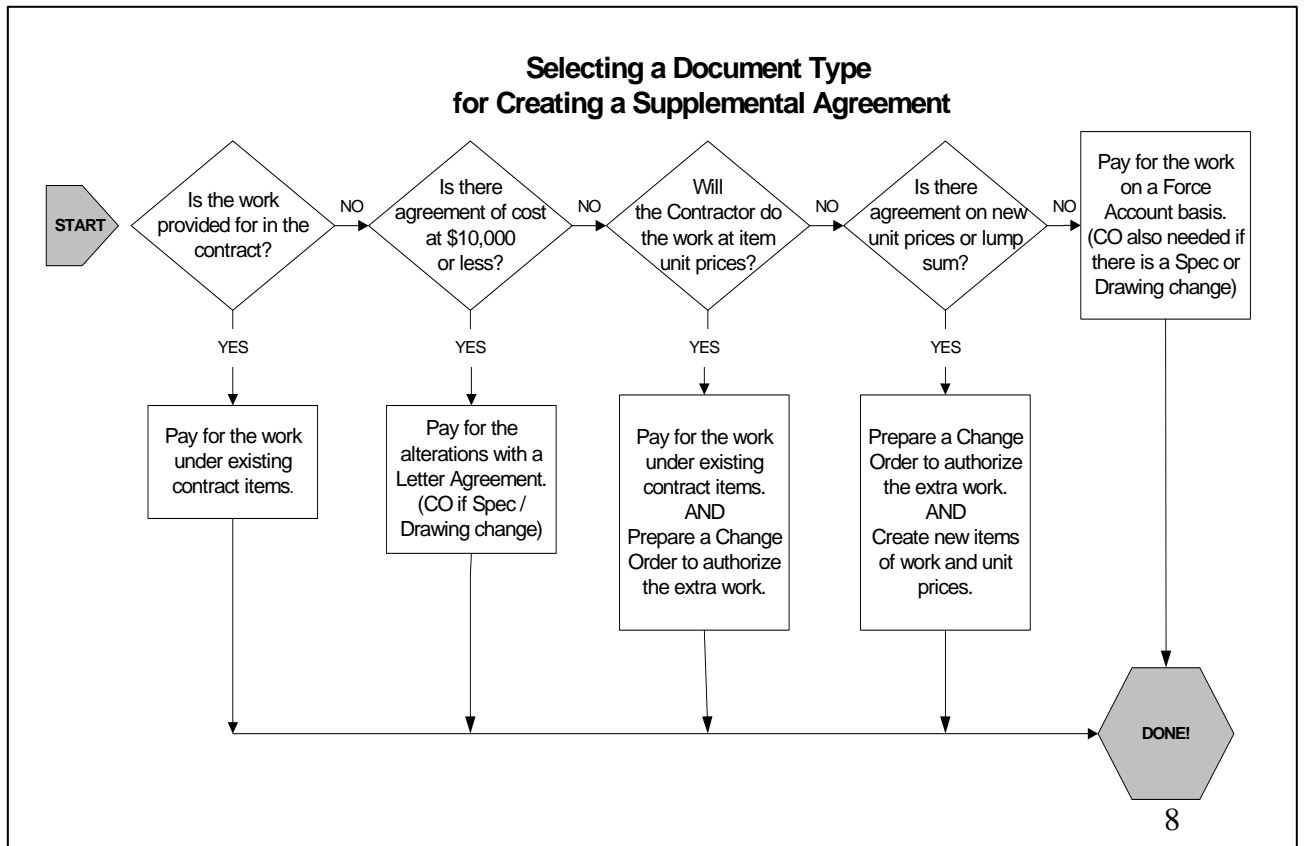 Selecting a Document Type
for Creating a Supplemental Agreement
START
Is the work
provided for in the
contract?
NO
Is there
agreement of cost
at $10,000
or less?
NO
Will
the Contractor do
the work at item
unit prices?
NO
Is there
agreement on new
unit prices or lump
sum?
NO
Pay for the work
on a Force
Account basis.
(CO also needed if
there is a Spec or
Drawing change)
YES
YES
YES
YES
Pay for the work
under existing
contract items.
Pay for the
alterations with a
Letter Agreement.
(CO if Spec /
Drawing change)
Pay for the work
under existing
contract items.
AND
Prepare a Change
Order to authorize
the extra work.
Prepare a Change
Order to authorize
the extra work.
AND
Create new items
of work and unit
prices.
DONE!
8